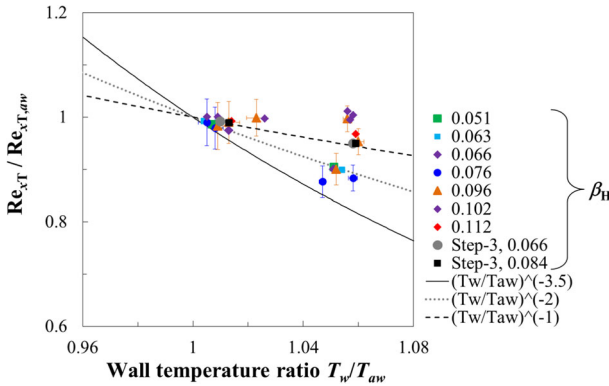 1.2
1
0.8
0.6
Re_xT / Re_xT,aw
0.96
1
1.04
1.08
Wall temperature ratio T_w/T_aw
0.051
0.063
0.066
0.076
0.096
0.102
0.112
Step-3, 0.066
Step-3, 0.084
(Tw/Taw)^(-3.5)
(Tw/Taw)^(-2)
(Tw/Taw)^(-1)
β_H